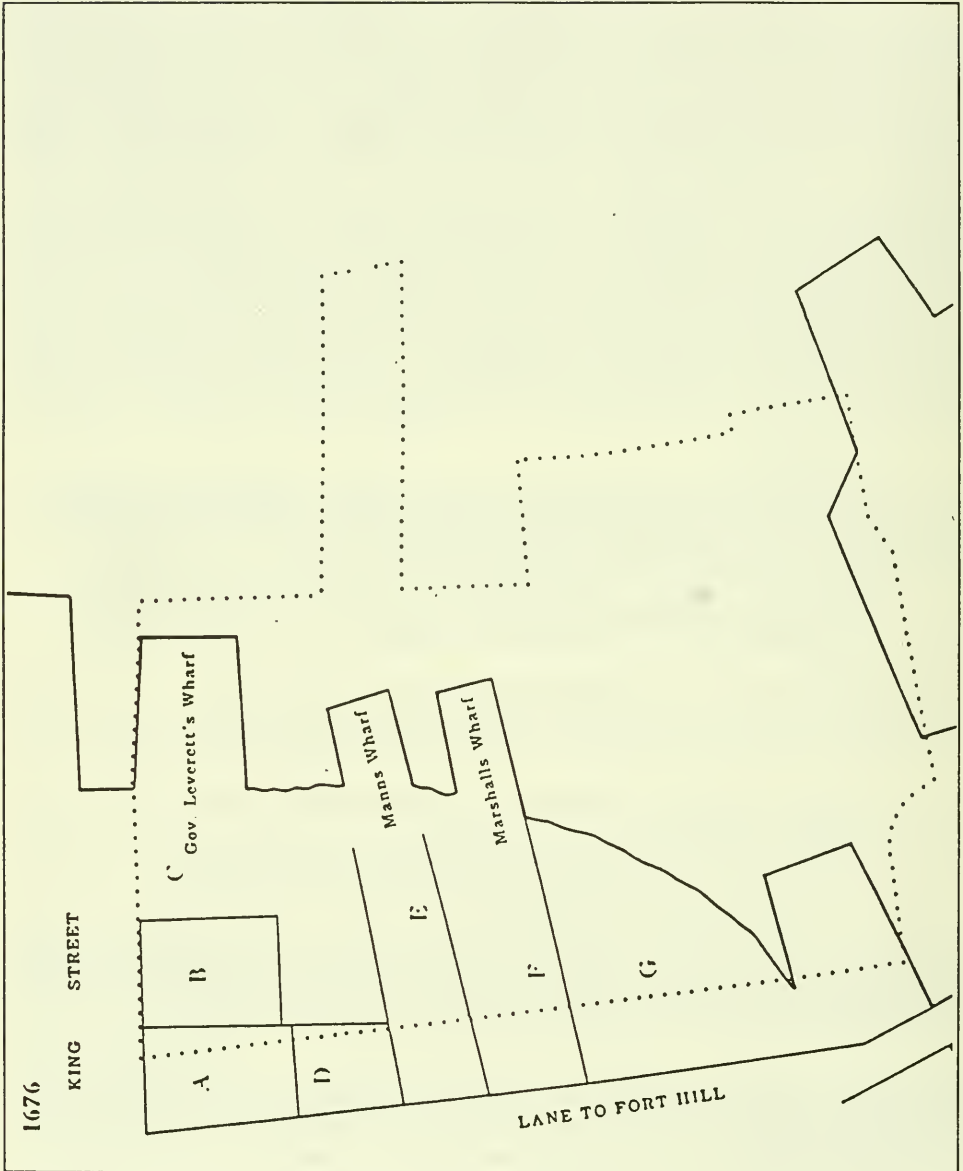 1676
KING STREET
A
B
C
Gov. Leverett's Wharf
D
Manns Wharf
E
Marshalls Wharf
F
G
LANE TO FORT HILL